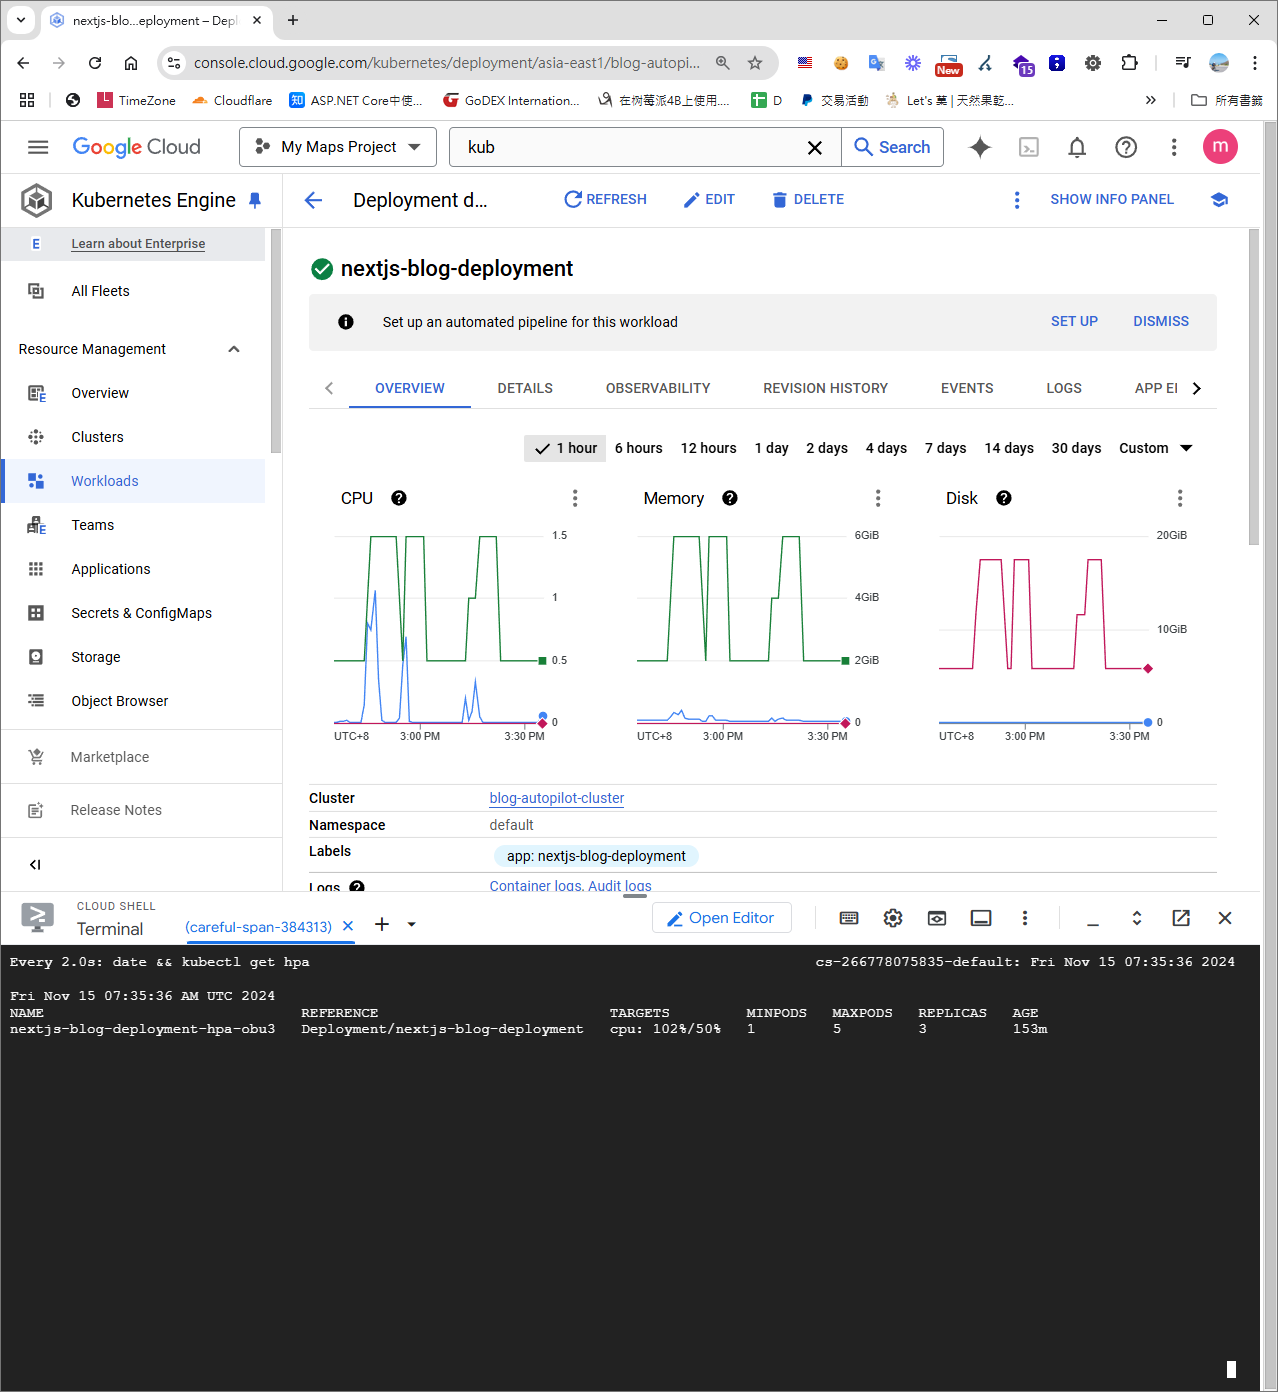 nextjs-blo...eployment – Depl
console.cloud.google.com/kubernetes/deployment/asia-east1/blog-autopi...
New
15
TimeZone
Cloudflare
知
ASP.NET Core中使...
GoDEX Internation...
在树莓派4B上使用....
D
交易活動
Let's 菓 | 天然果乾...
所有書籤
Google Cloud
My Maps Project
kub
Search
m
Kubernetes Engine
Deployment d...
REFRESH
EDIT
DELETE
SHOW INFO PANEL
E
Learn about Enterprise
All Fleets
Resource Management
Overview
Clusters
Workloads
Teams
Applications
Secrets & ConfigMaps
Storage
Object Browser
Marketplace
Release Notes
nextjs-blog-deployment
Set up an automated pipeline for this workload
SET UP
DISMISS
OVERVIEW
DETAILS
OBSERVABILITY
REVISION HISTORY
EVENTS
LOGS
APP EI
1 hour
6 hours
12 hours
1 day
2 days
4 days
7 days
14 days
30 days
Custom
CPU
1.5
1
0.5
0
UTC+8
3:00 PM
3:30 PM
Memory
6GiB
4GiB
2GiB
0
UTC+8
3:00 PM
3:30 PM
Disk
20GiB
10GiB
0
UTC+8
3:00 PM
3:30 PM
Cluster blog-autopilot-cluster
Namespace default
Labels app: nextjs-blog-deployment
Logs Container logs, Audit logs
CLOUD SHELL
Terminal
(careful-span-384313)
Open Editor
Every 2.0s: date && kubectl get hpa cs-266778075835-default: Fri Nov 15 07:35:36 2024
Fri Nov 15 07:35:36 AM UTC 2024
NAME REFERENCE TARGETS MINPODS MAXPODS REPLICAS AGE
nextjs-blog-deployment-hpa-obu3 Deployment/nextjs-blog-deployment cpu: 102%/50% 1 5 3 153m